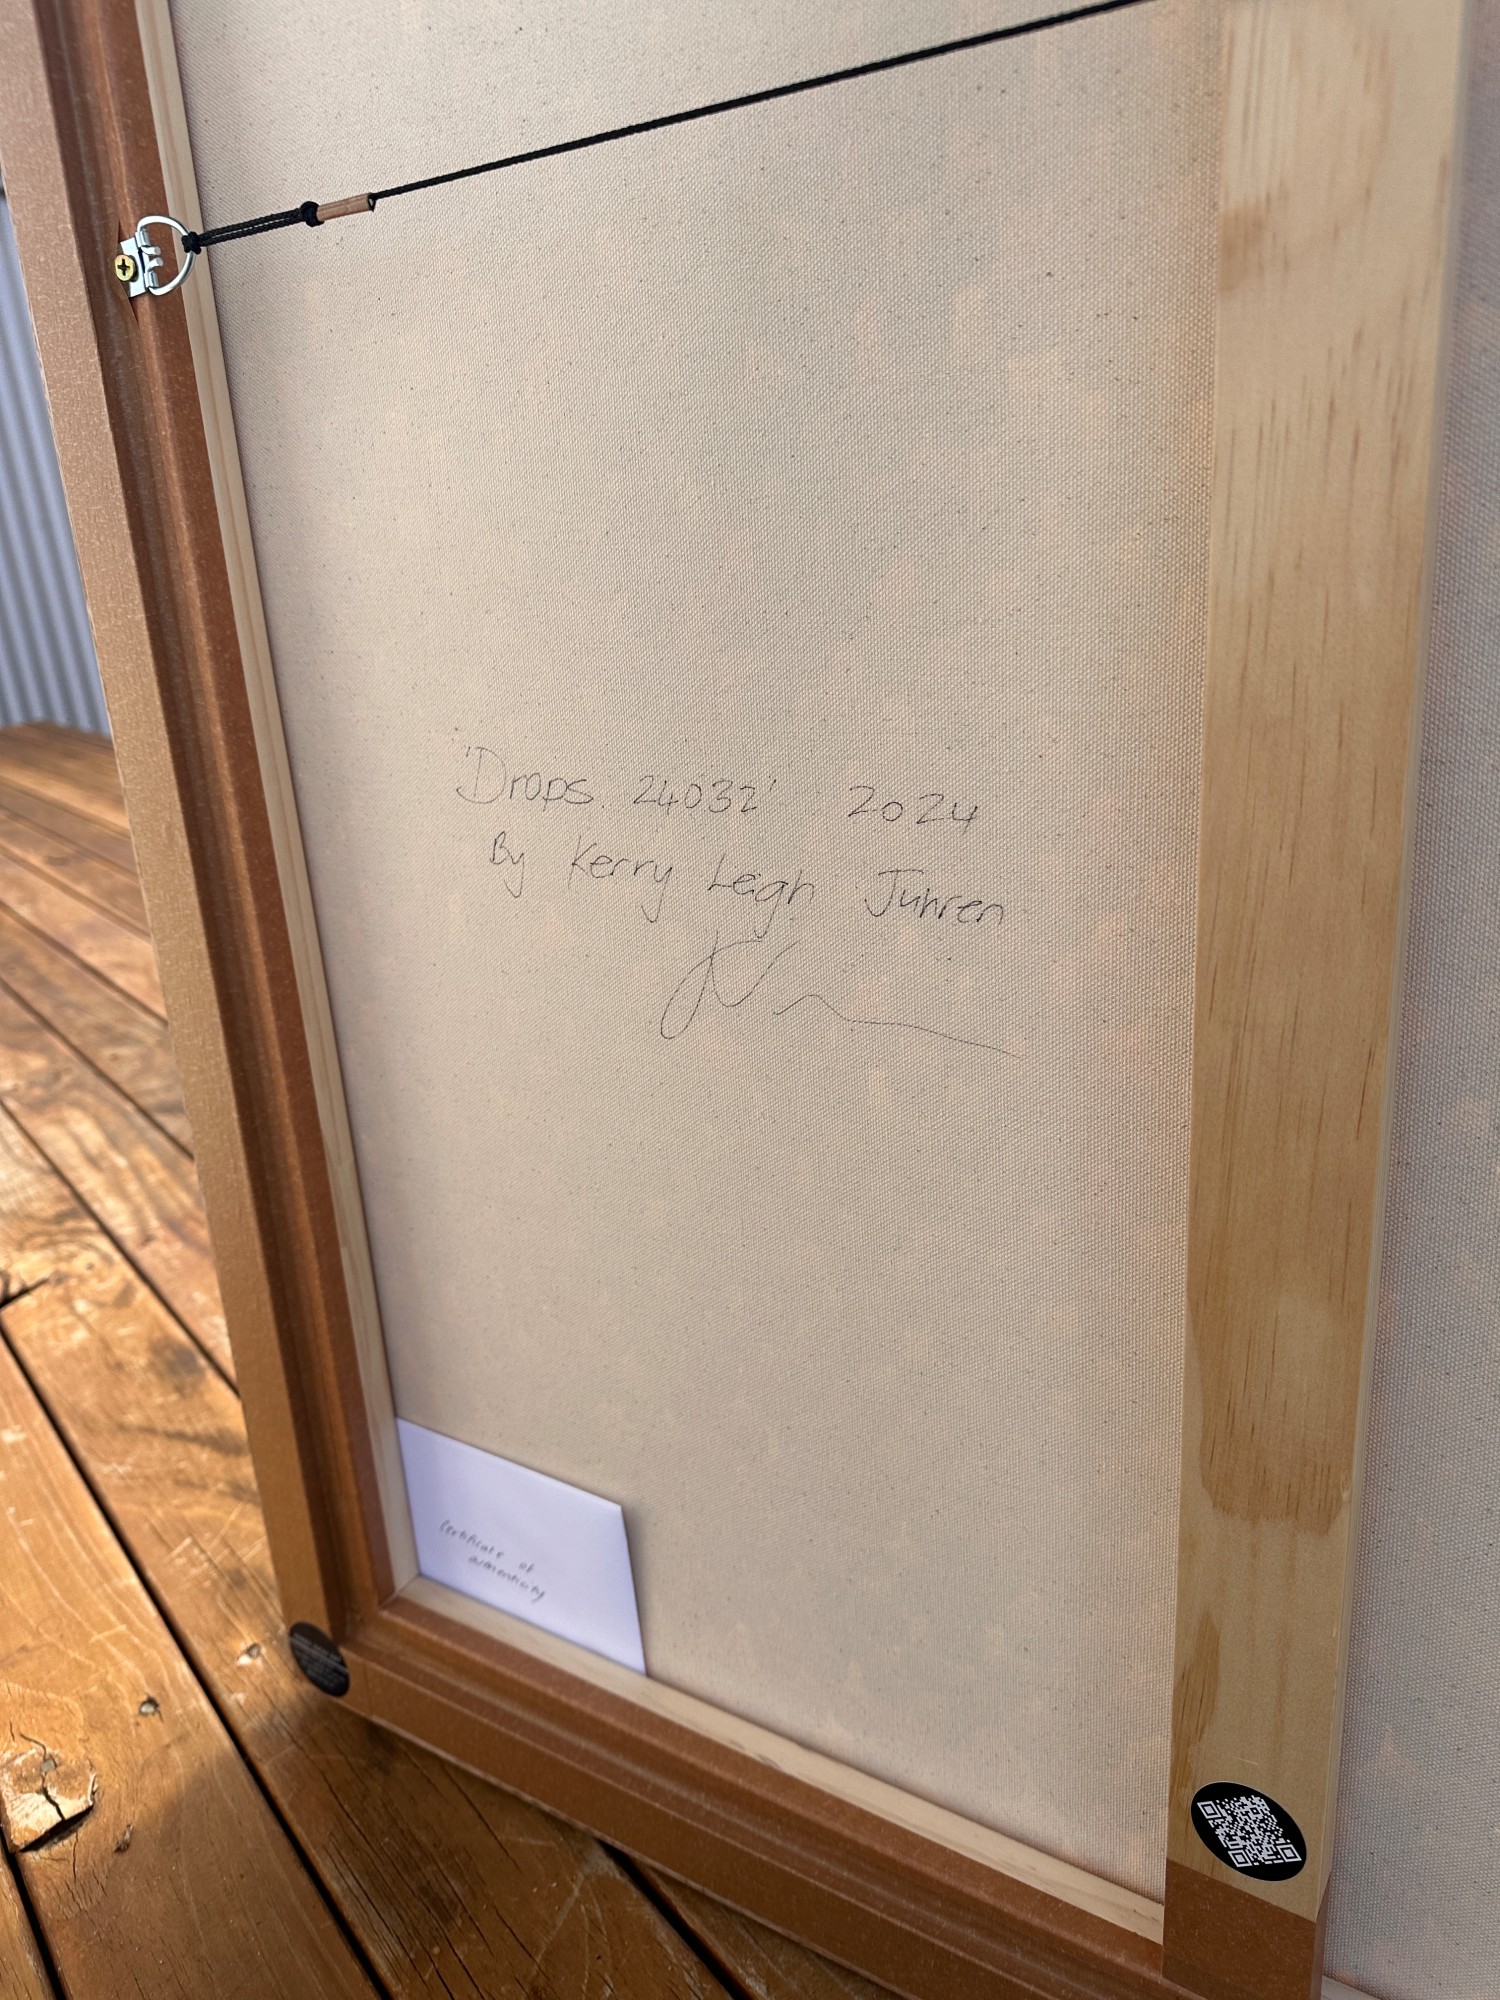 'Drops 24032' 2024
By Kerry Leigh Juhren
Certificate of
authenticity